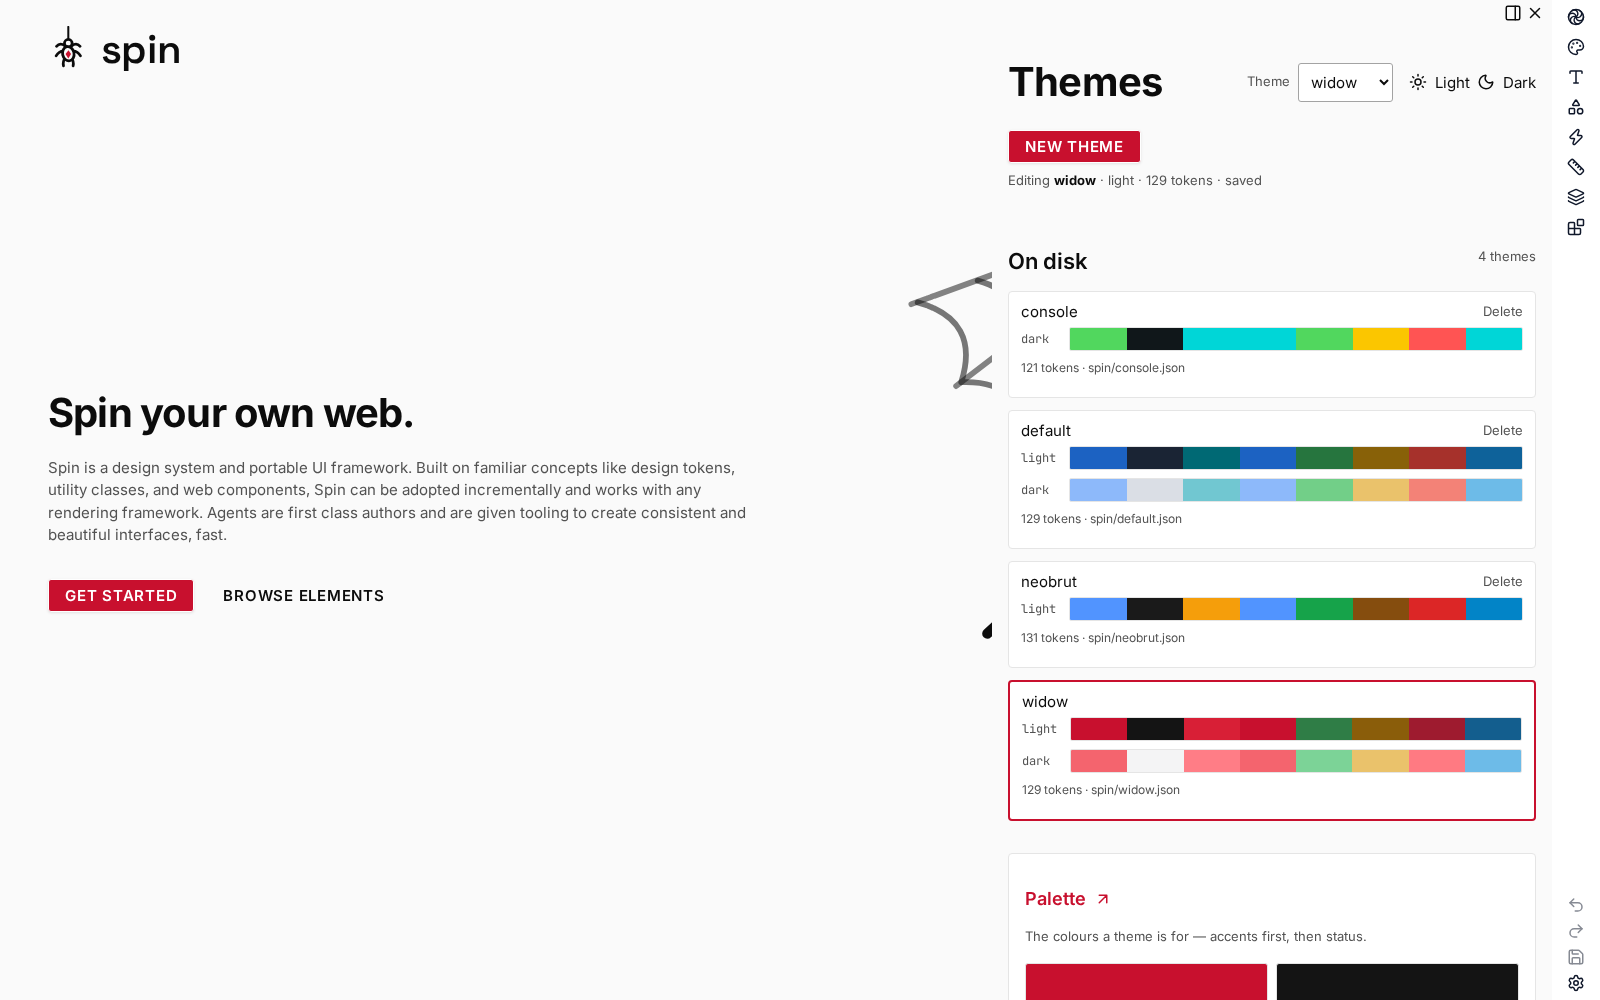 spin
Spin your own web.
Spin is a design system and portable UI framework. Built on familiar concepts like design tokens,
utility classes, and web components, Spin can be adopted incrementally and works with any
rendering framework. Agents are first class authors and are given tooling to create consistent and
beautiful interfaces, fast.
GET STARTED BROWSE ELEMENTS
Themes Theme widow Light Dark
NEW THEME
Editing widow · light · 129 tokens · saved
On disk 4 themes
console Delete
dark
121 tokens · spin/console.json
default Delete
light
dark
129 tokens · spin/default.json
neobrut Delete
light
131 tokens · spin/neobrut.json
widow
light
dark
129 tokens · spin/widow.json
Palette
The colours a theme is for — accents first, then status.